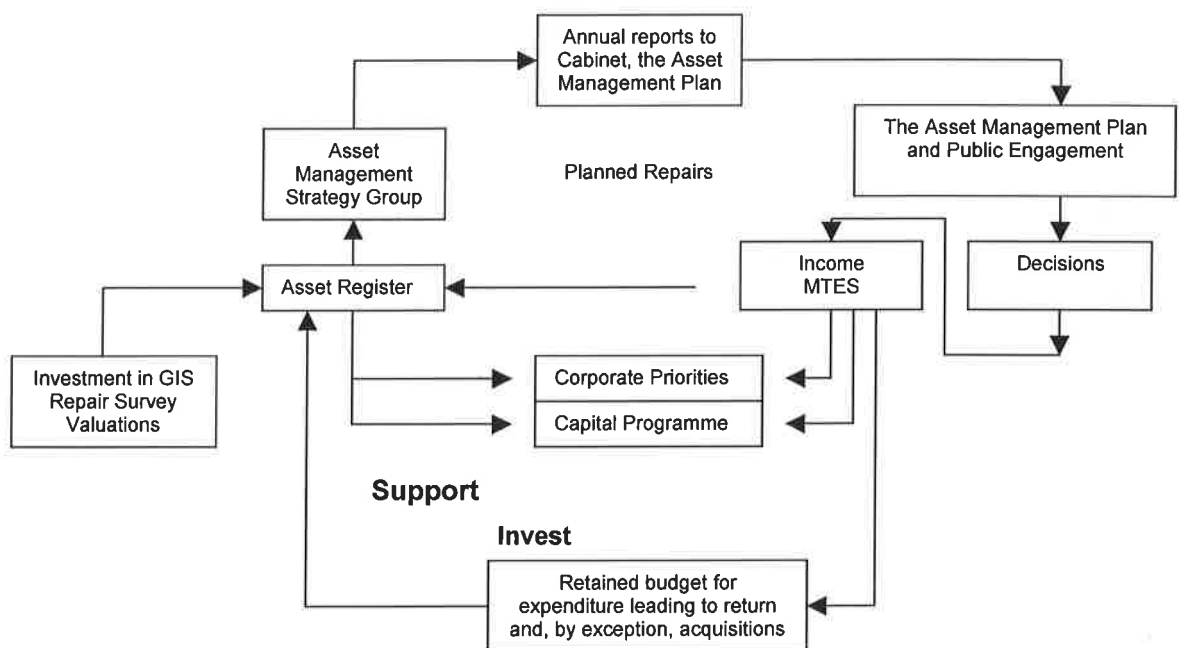 Annual reports to
Cabinet, the Asset
Management Plan
The Asset Management Plan
and Public Engagement
Asset
Management
Strategy Group
Planned Repairs
Income
MTES
Decisions
Asset Register
Investment in GIS
Repair Survey
Valuations
Corporate Priorities
Capital Programme
Support
Invest
Retained budget for
expenditure leading to return
and, by exception, acquisitions